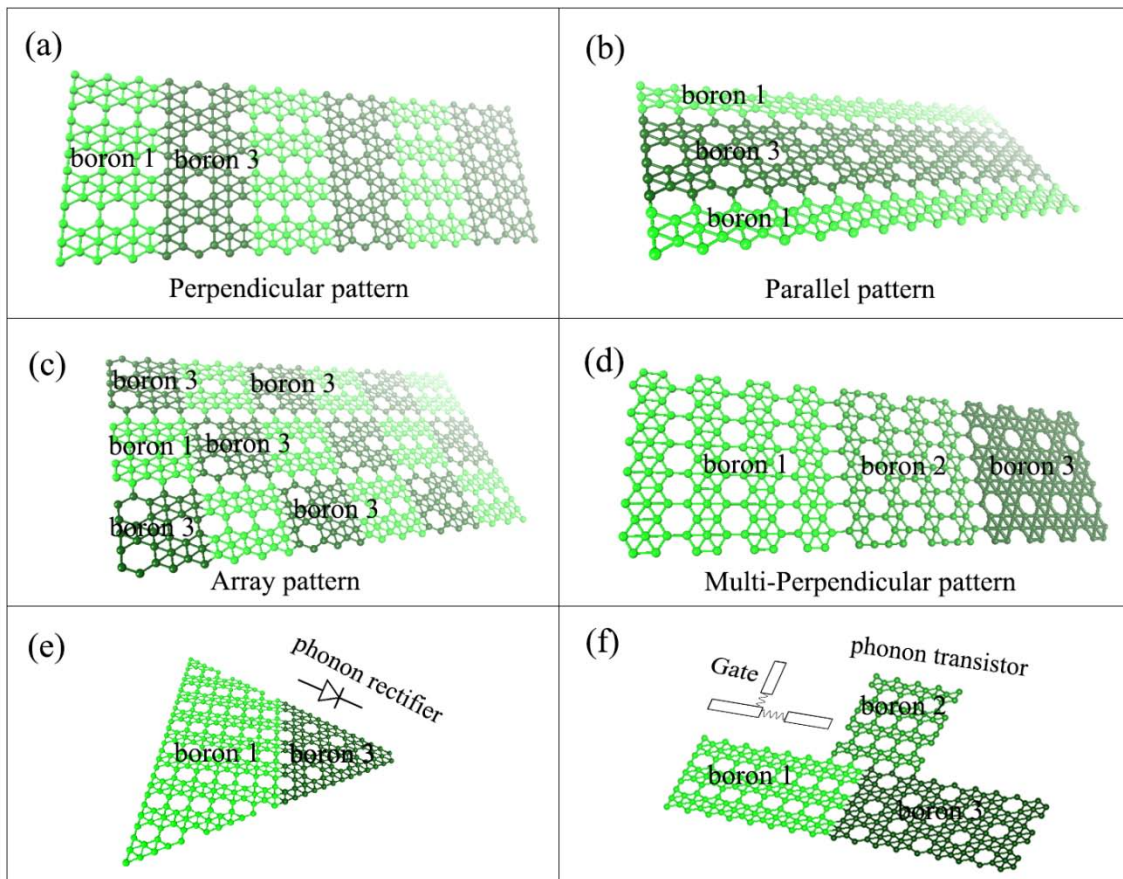 (a)
boron 1
boron 3
Perpendicular pattern
(b)
boron 1
boron 3
boron 1
Parallel pattern
(c)
boron 3
boron 3
boron 1
boron 3
boron 3
boron 3
Array pattern
(d)
boron 1
boron 2
boron 3
Multi-Perpendicular pattern
(e)
phonon rectifier
boron 1
boron 3
(f)
Gate
phonon transistor
boron 2
boron 1
boron 3